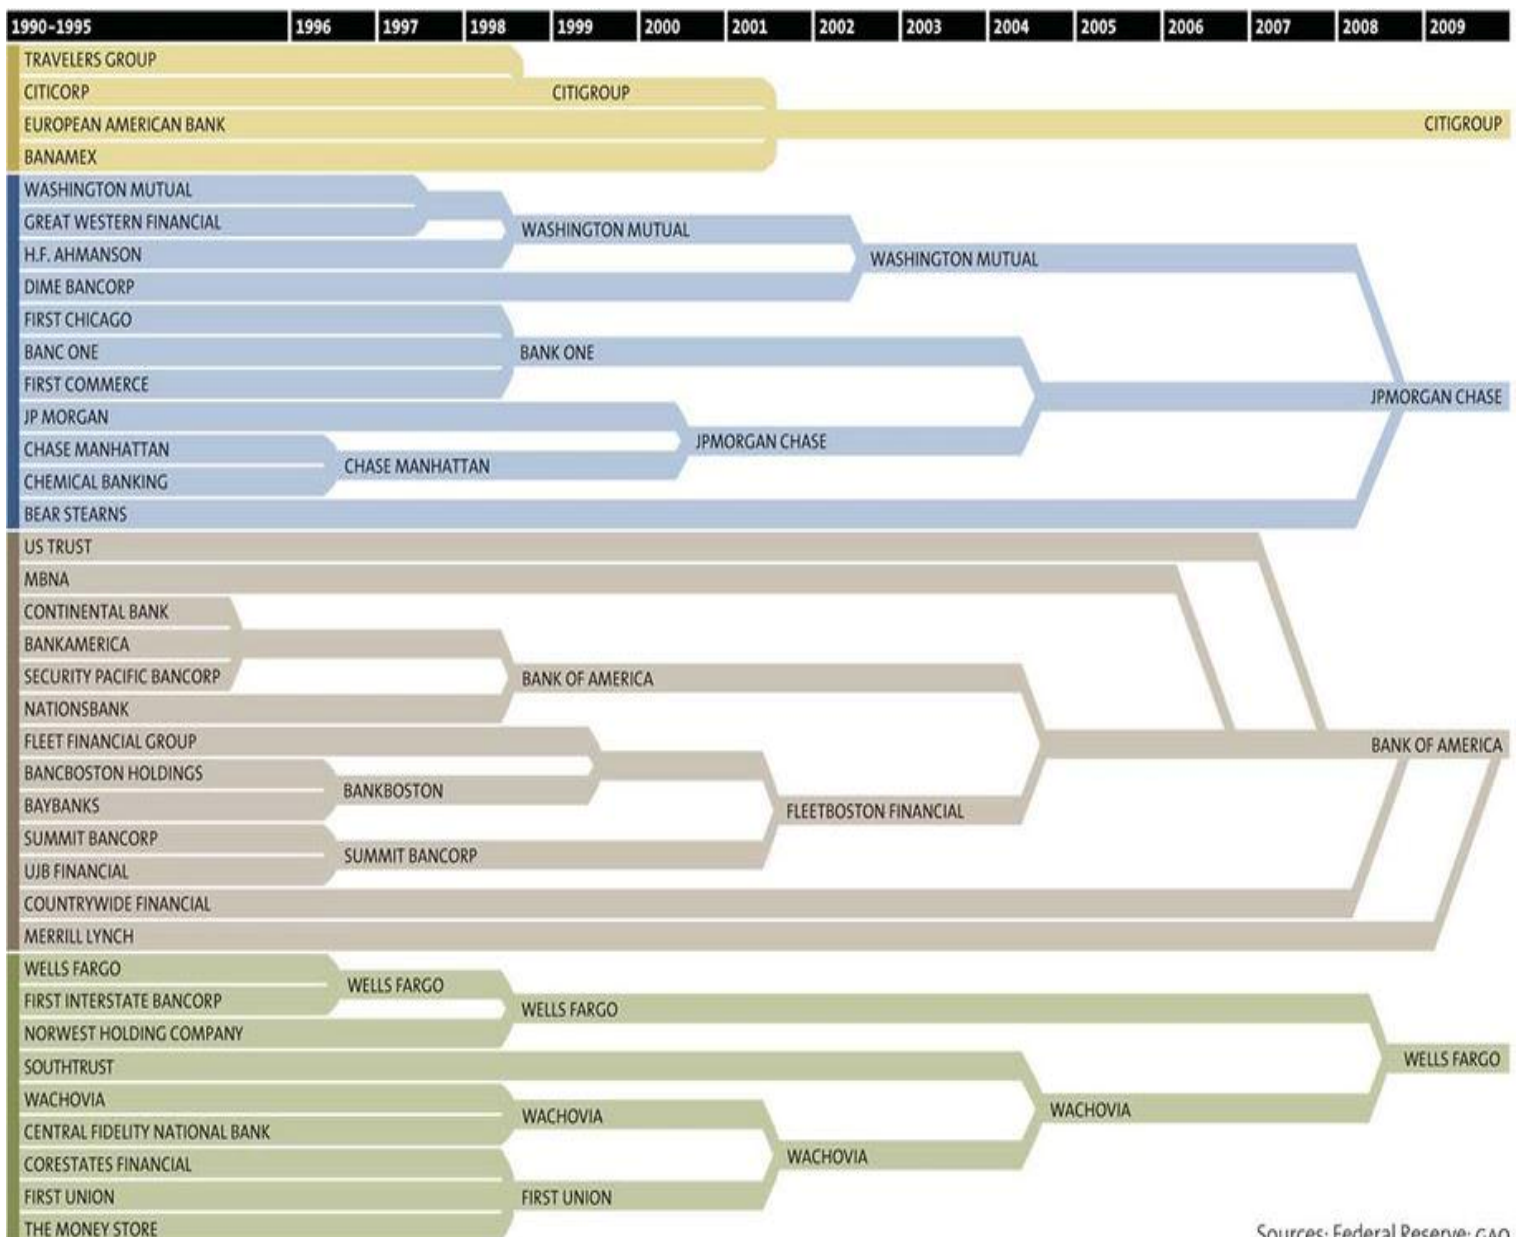 1990-1995 1996 1997 1998 1999 2000 2001 2002 2003 2004 2005 2006 2007 2008 2009
TRAVELERS GROUP
CITICORP CITIGROUP
EUROPEAN AMERICAN BANK CITIGROUP
BANAMEX
WASHINGTON MUTUAL
GREAT WESTERN FINANCIAL
WASHINGTON MUTUAL
H.F. AHMANSON
WASHINGTON MUTUAL
DIME BANCORP
FIRST CHICAGO
BANC ONE BANK ONE
FIRST COMMERCE
JPMORGAN CHASE
JP MORGAN
JPMORGAN CHASE
CHASE MANHATTAN
CHASE MANHATTAN
CHEMICAL BANKING
BEAR STEARNS
US TRUST
MBNA
CONTINENTAL BANK
BANKAMERICA
SECURITY PACIFIC BANCORP BANK OF AMERICA
NATIONSBANK
FLEET FINANCIAL GROUP BANK OF AMERICA
BANCBOSTON HOLDINGS
BANKBOSTON
BAYBANKS
FLEETBOSTON FINANCIAL
SUMMIT BANCORP
SUMMIT BANCORP
UJB FINANCIAL
COUNTRYWIDE FINANCIAL
MERRILL LYNCH
WELLS FARGO
WELLS FARGO
FIRST INTERSTATE BANCORP
WELLS FARGO
NORWEST HOLDING COMPANY
WELLS FARGO
SOUTHTRUST
WACHOVIA
WACHOVIA
WACHOVIA
CENTRAL FIDELITY NATIONAL BANK
WACHOVIA
CORESTATES FINANCIAL
FIRST UNION FIRST UNION
THE MONEY STORE
Sources: Federal Reserve; GAO